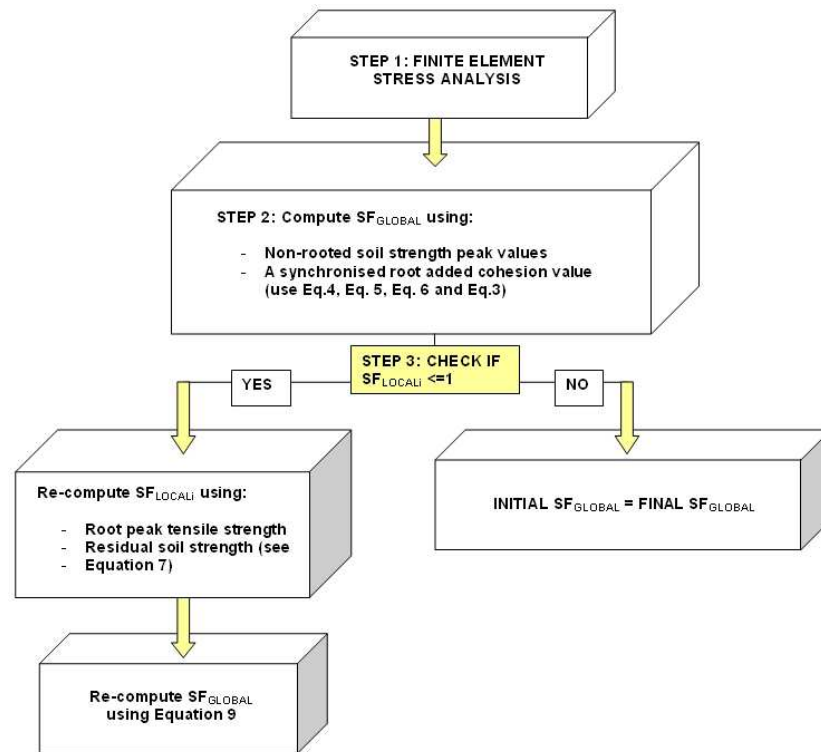 STEP 1: FINITE ELEMENT
STRESS ANALYSIS
STEP 2: Compute SFGLOBAL using:
- Non-rooted soil strength peak values
- A synchronised root added cohesion value
(use Eq.4, Eq. 5, Eq. 6 and Eq.3)
STEP 3: CHECK IF
SFLOCALi <=1
YES
NO
Re-compute SFLOCALi using:
- Root peak tensile strength
- Residual soil strength (see
- Equation 7)
INITIAL SFGLOBAL = FINAL SFGLOBAL
Re-compute SFGLOBAL
using Equation 9